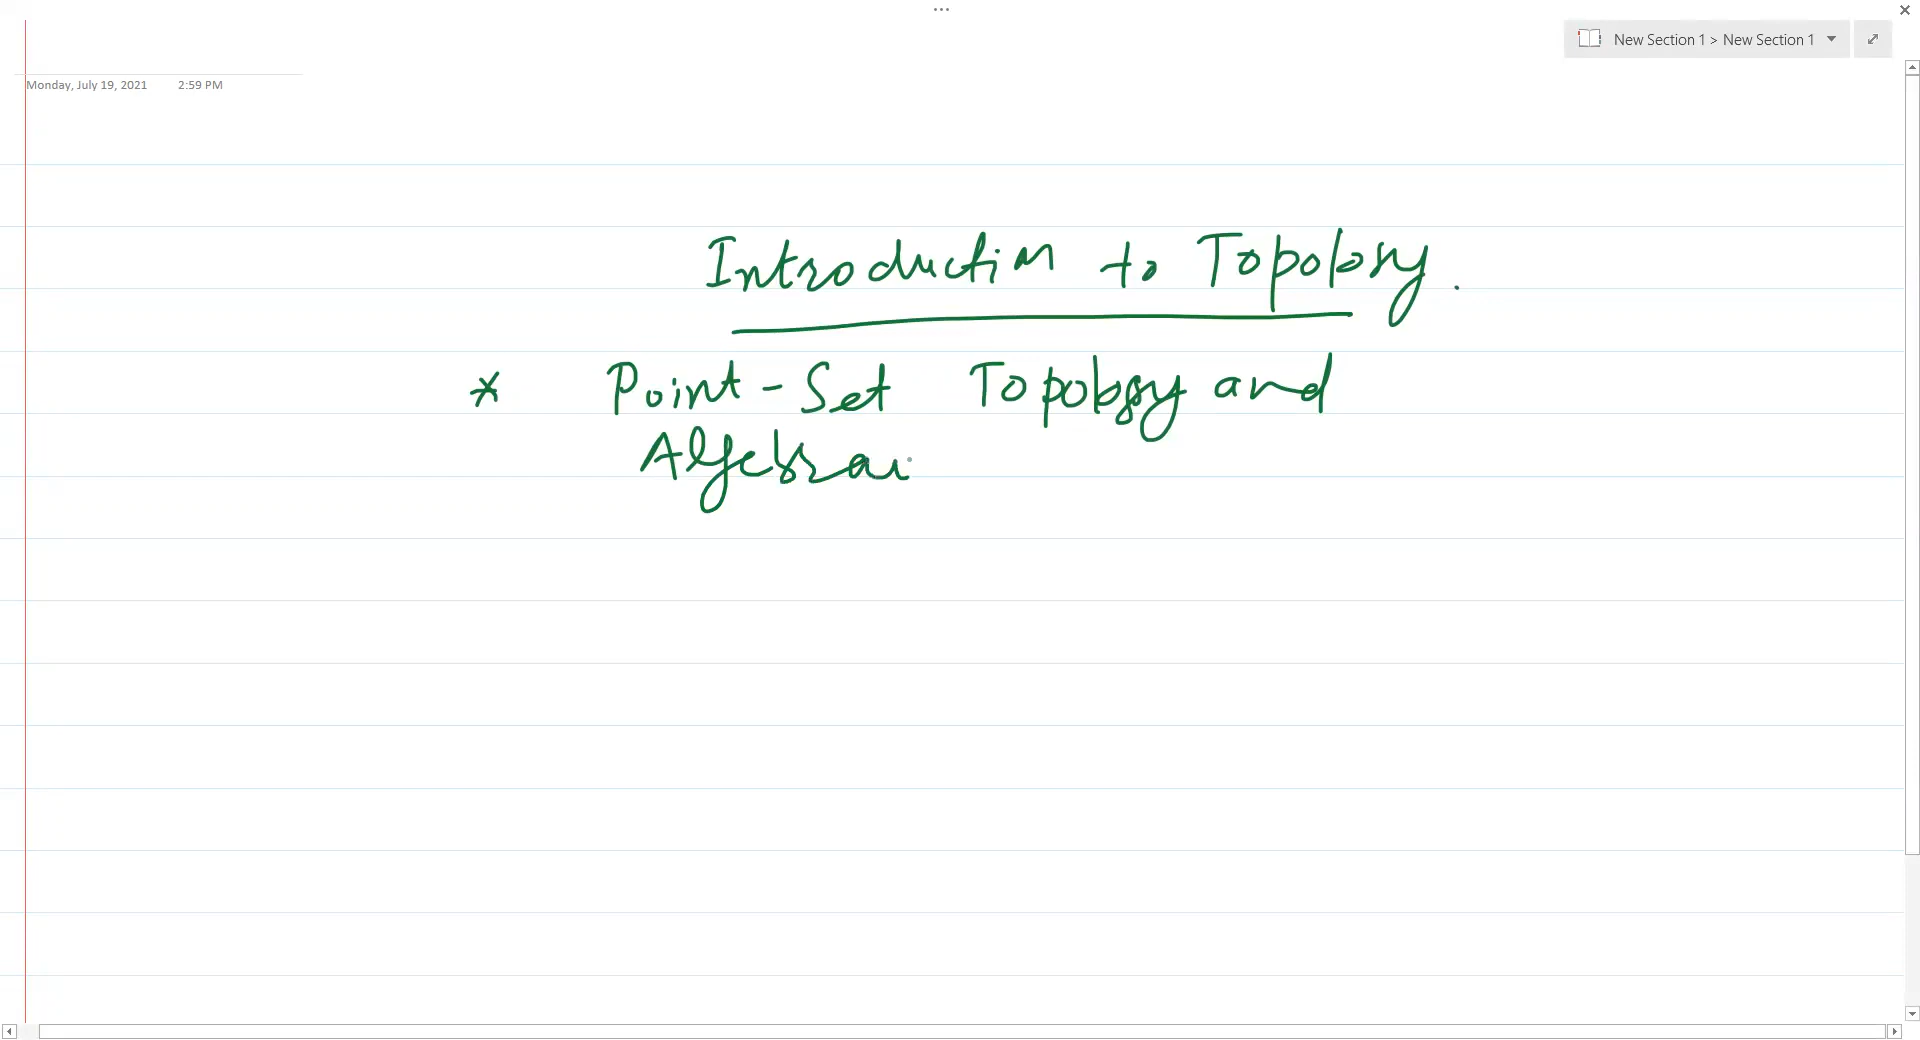 New Section 1 > New Section 1
Monday, July 19, 2021 2:59 PM
Introduction to Topology.
* Point-Set Topology and
Algebrai